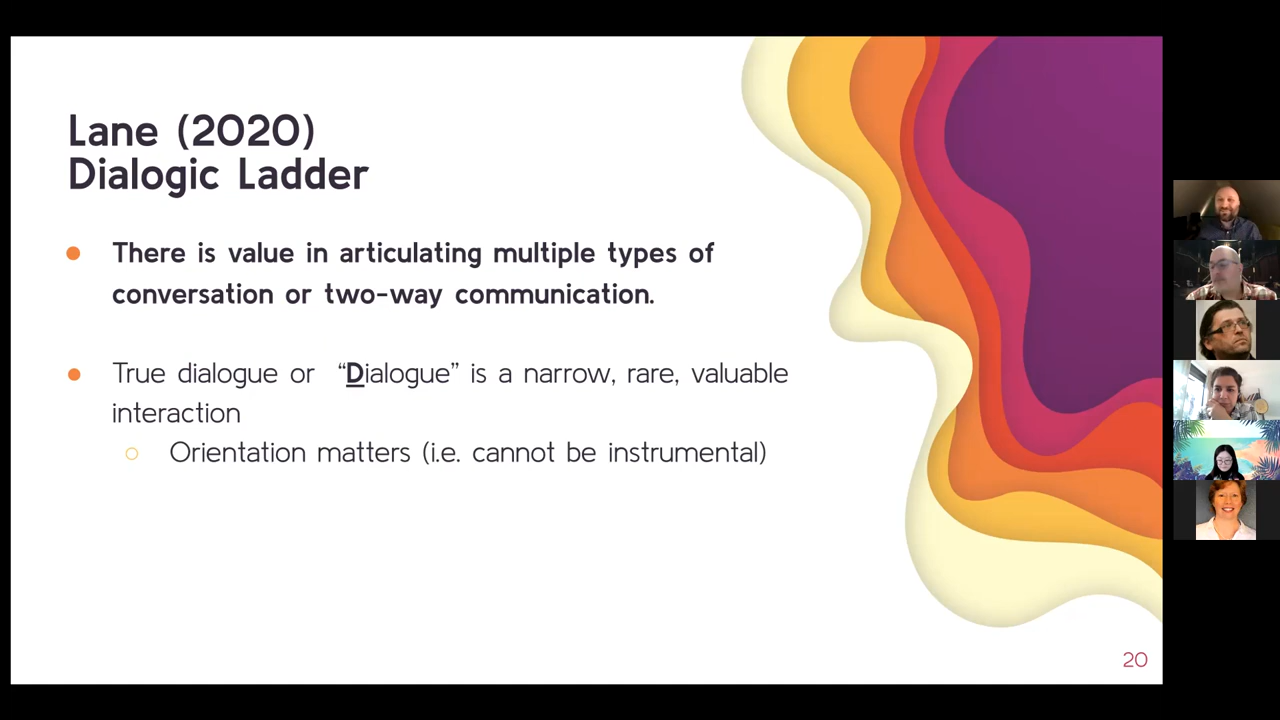 Lane (2020)
Dialogic Ladder
There is value in articulating multiple types of
conversation or two-way communication.
True dialogue or “Dialogue” is a narrow, rare, valuable
interaction
Orientation matters (i.e. cannot be instrumental)
20